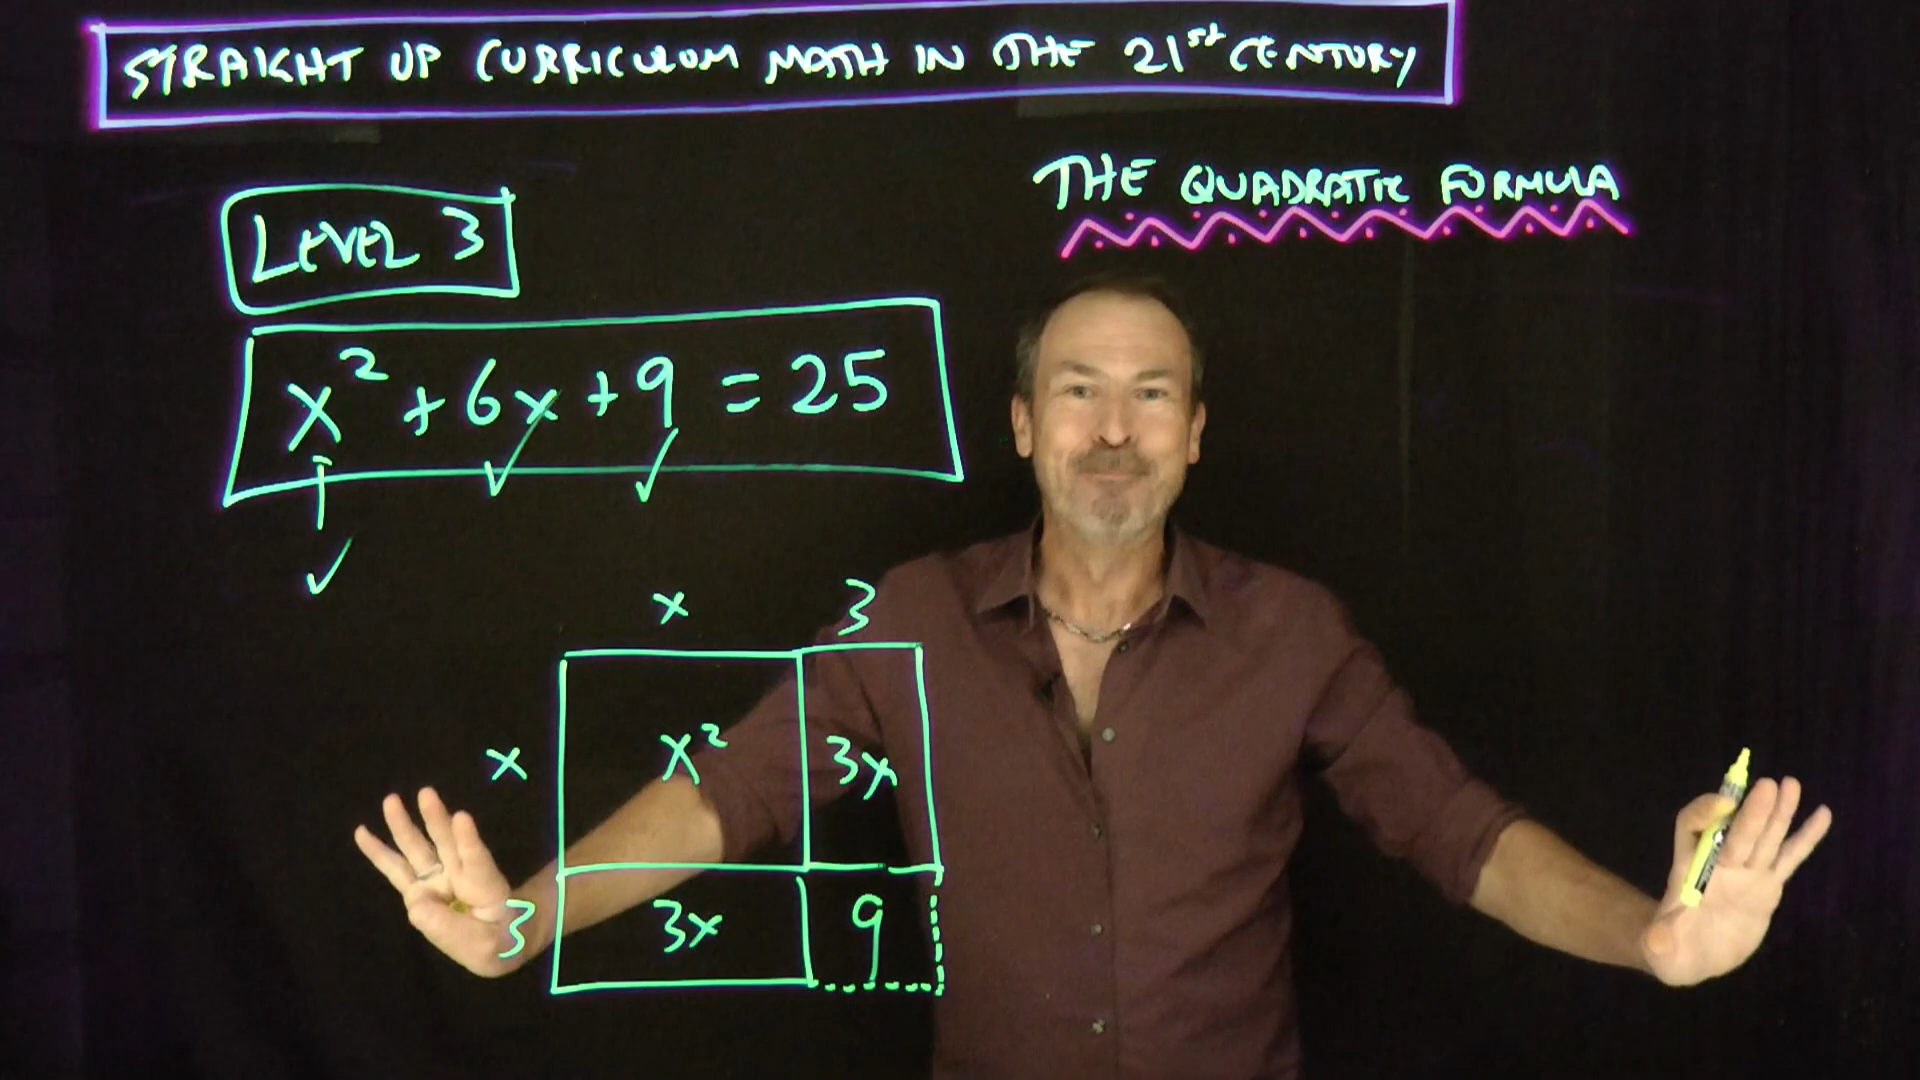 STRAIGHT UP CURRICULUM MATH IN THE 21st CENTURY
THE QUADRATIC FORMULA
LEVEL 3
x² + 6x + 9 = 25
x 3
x x² 3x
3 3x 9